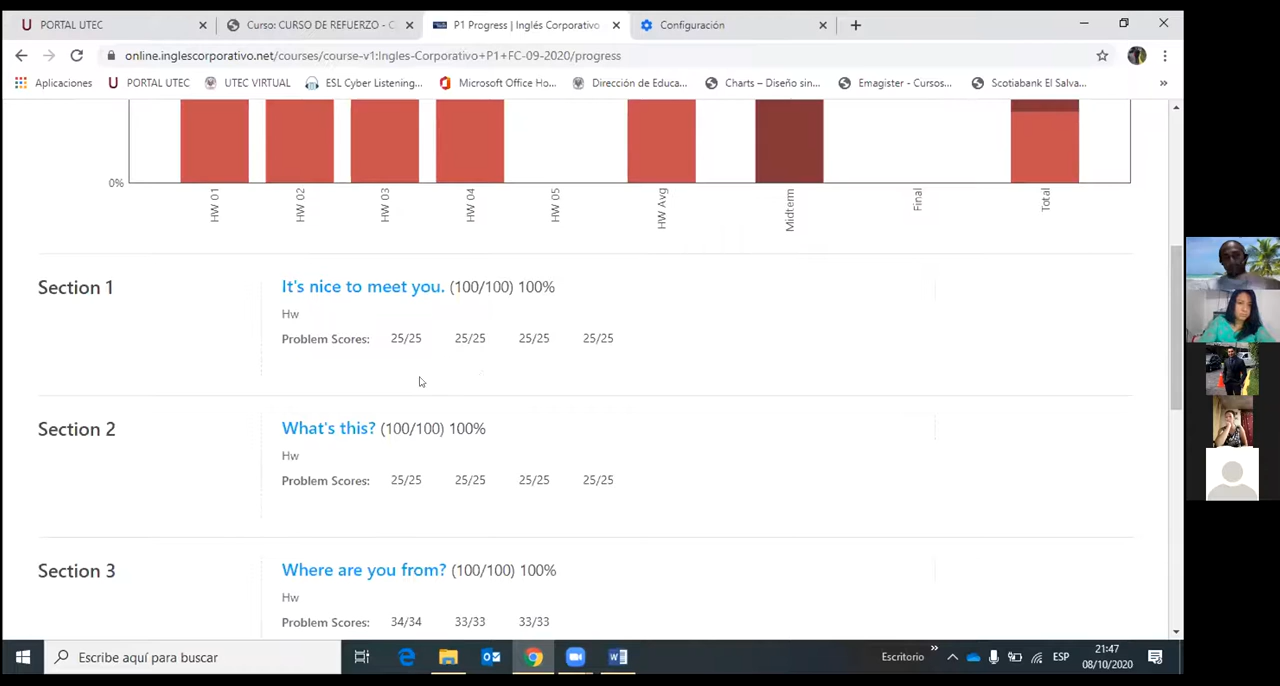 PORTAL UTEC
Curso: CURSO DE REFUERZO - C
P1 Progress | Inglés Corporativo
Configuración
online.inglescorporativo.net/courses/course-v1:Ingles-Corporativo+P1+FC-09-2020/progress
Aplicaciones
PORTAL UTEC
UTEC VIRTUAL
ESL Cyber Listening...
Microsoft Office Ho...
Dirección de Educa...
Charts – Diseño sin...
Emagister - Cursos...
Scotiabank El Salva...
0%
HW 01
HW 02
HW 03
HW 04
HW 05
HW Avg
Midterm
Final
Total
Section 1
It's nice to meet you. (100/100) 100%
Hw
Problem Scores: 25/25 25/25 25/25 25/25
Section 2
What's this? (100/100) 100%
Hw
Problem Scores: 25/25 25/25 25/25 25/25
Section 3
Where are you from? (100/100) 100%
Hw
Problem Scores: 34/34 33/33 33/33
Escribe aquí para buscar
Escritorio
ESP
21:47
08/10/2020